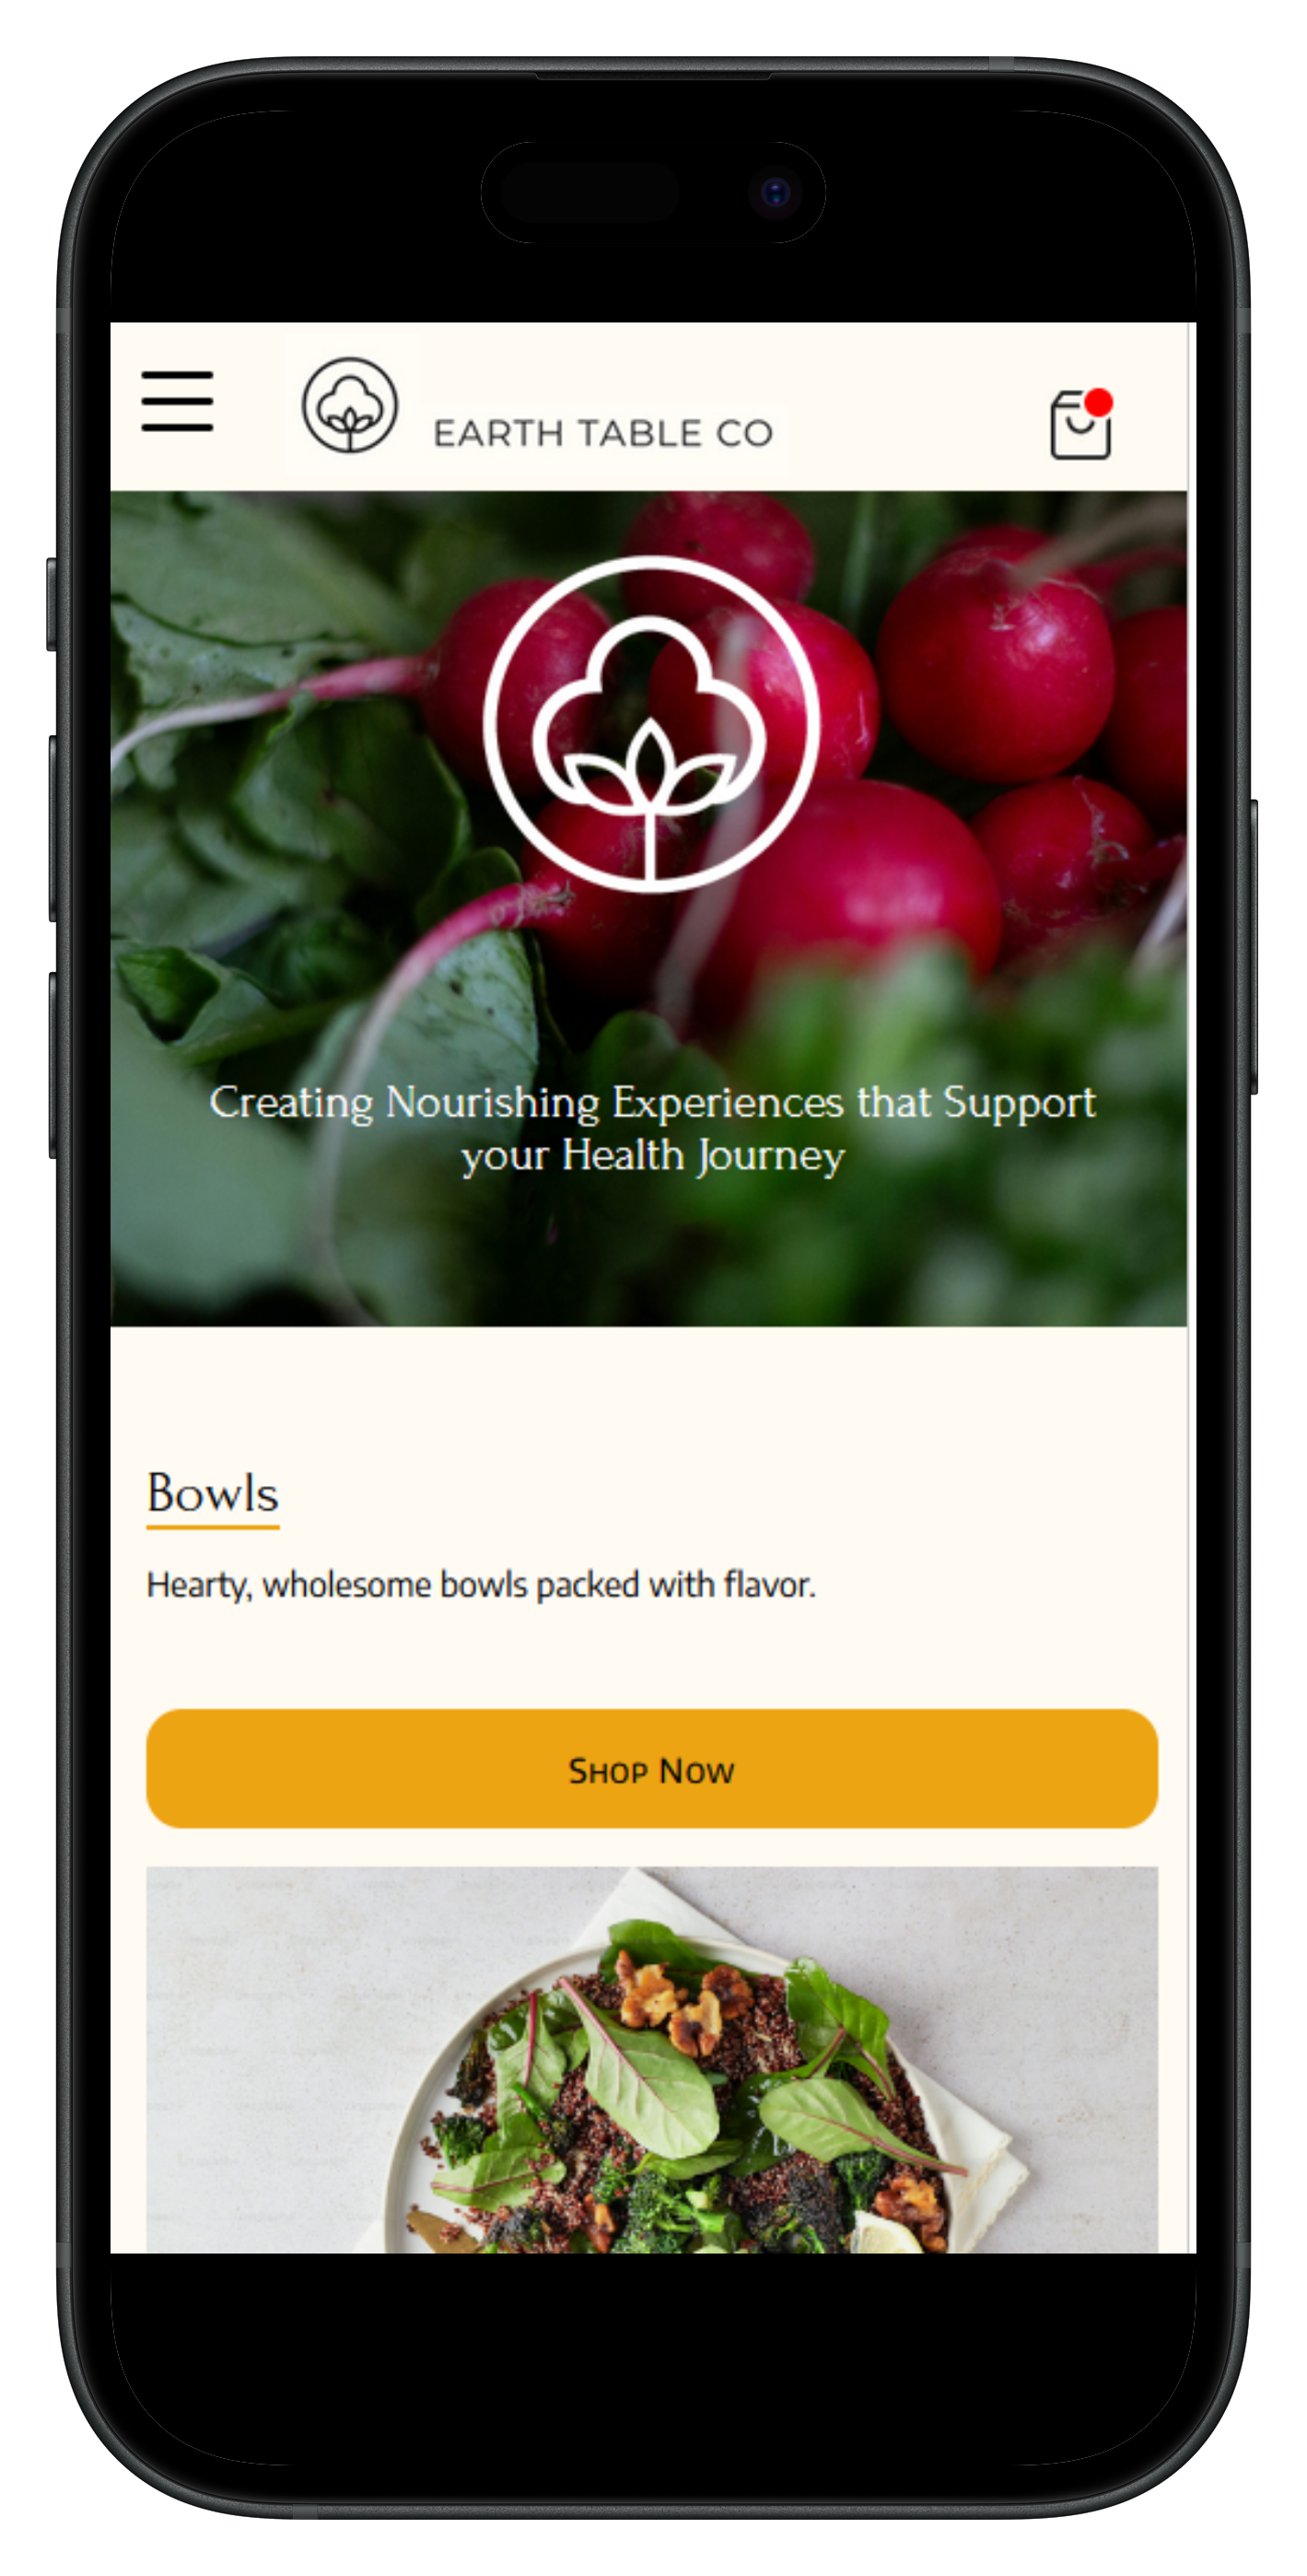 EARTH TABLE CO
Creating Nourishing Experiences that Support
your Health Journey
Bowls
Hearty, wholesome bowls packed with flavor.
Shop Now